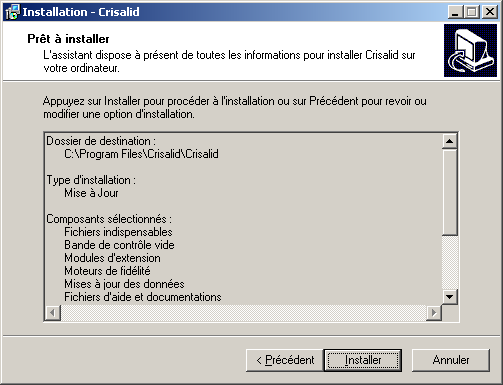 Installation - Crisalid
Prêt à installer
L'assistant dispose à présent de toutes les informations pour installer Crisalid sur
votre ordinateur.
Appuyez sur Installer pour procéder à l'installation ou sur Précédent pour revoir ou
modifier une option d'installation.
Dossier de destination :
C:\Program Files\Crisalid\Crisalid
Type d'installation :
Mise à Jour
Composants sélectionnés :
Fichiers indispensables
Bande de contrôle vide
Modules d'extension
Moteurs de fidélité
Mises à jour des données
Fichiers d'aide et documentations
< Précédent Installer Annuler